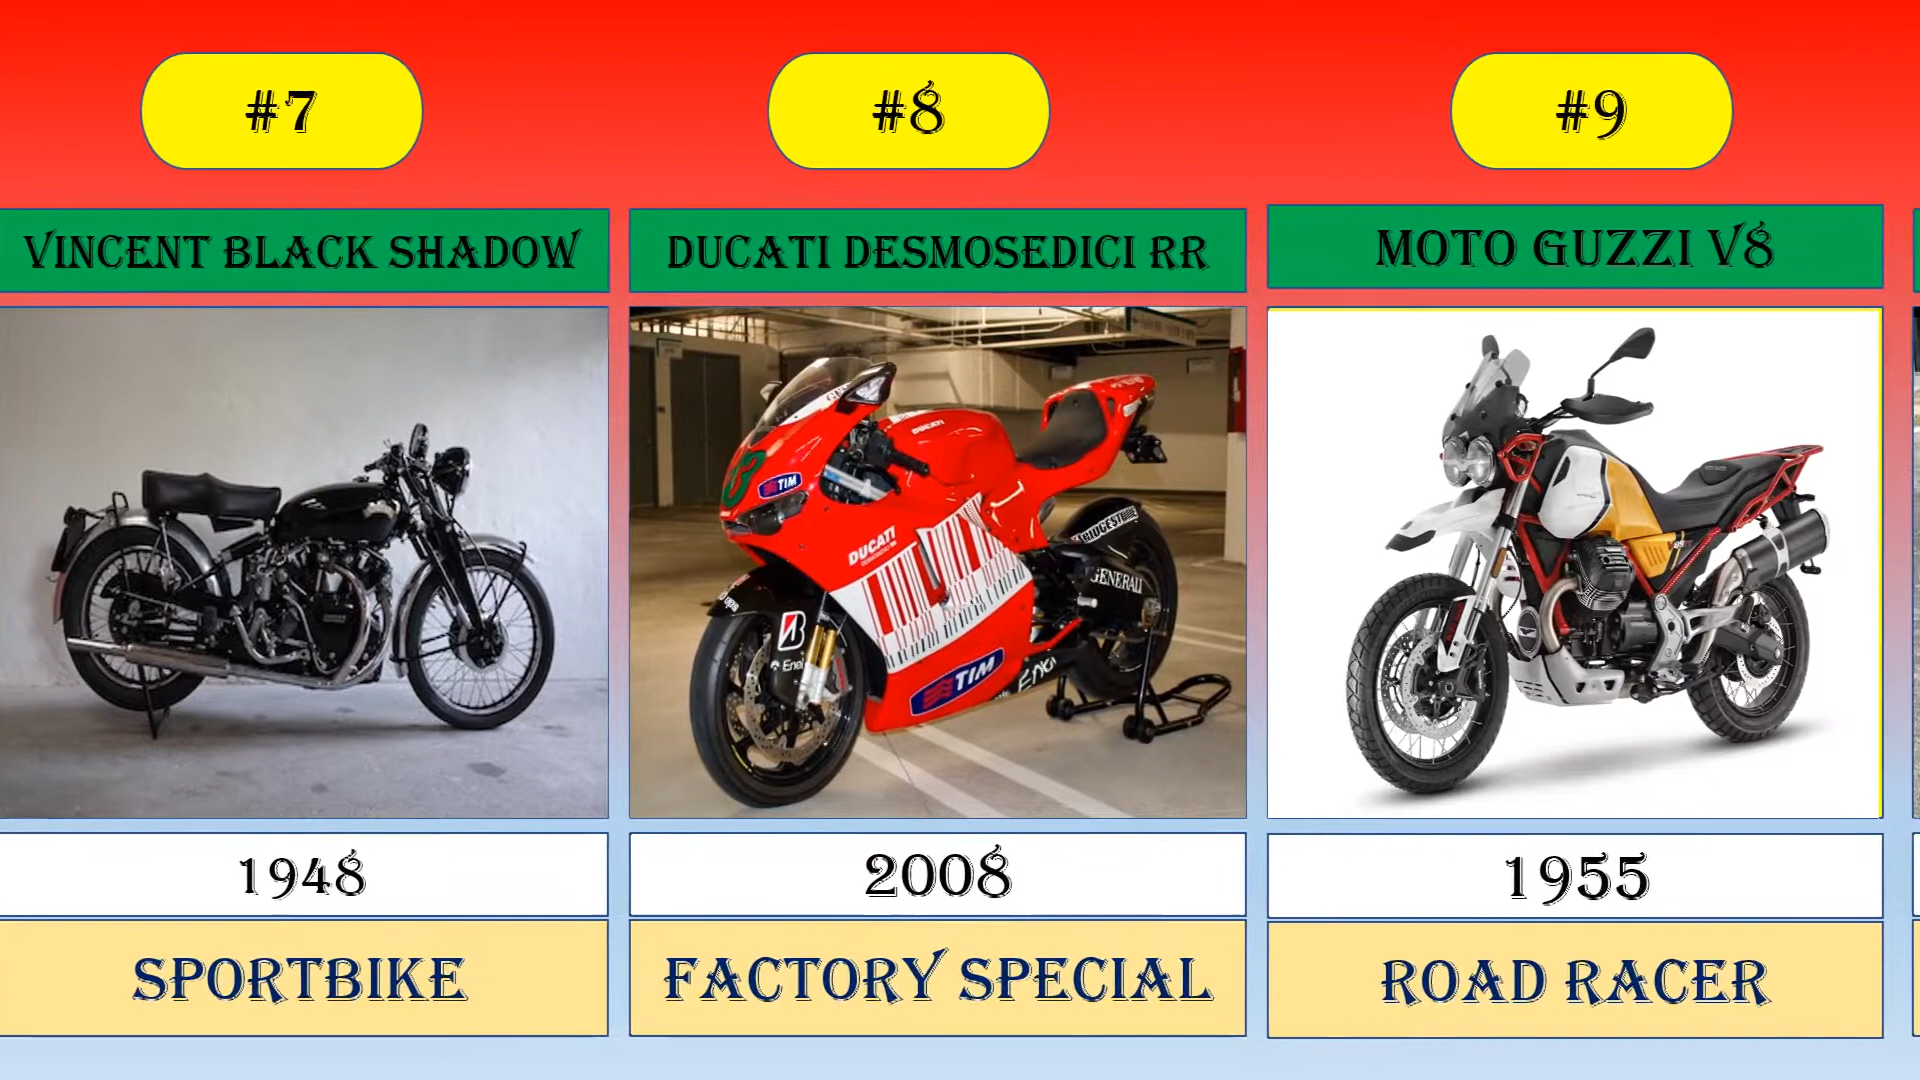 #7
#8
#9
VINCENT BLACK SHADOW
DUCATI DESMOSEDICI RR
MOTO GUZZI V8
DUCATI
TIM
DUCATI
GENERALI
TIM
1948
2008
1955
SPORTBIKE
FACTORY SPECIAL
ROAD RACER